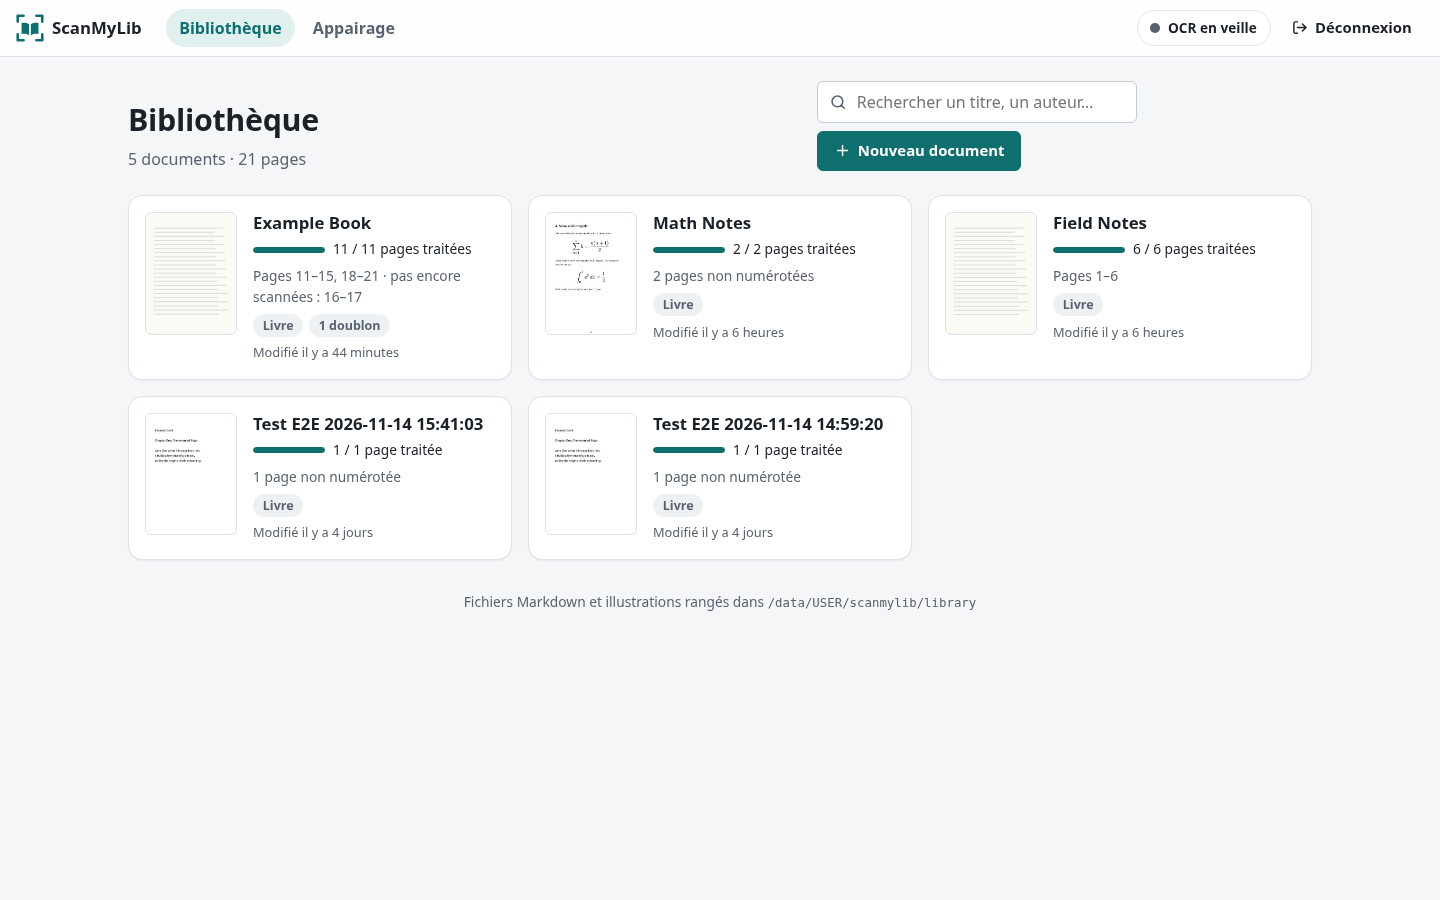 ScanMyLib
Bibliothèque
Appairage
OCR en veille
Déconnexion
Bibliothèque
5 documents · 21 pages
Rechercher un titre, un auteur...
Nouveau document
Example Book
11 / 11 pages traitées
Pages 11–15, 18–21 · pas encore
scannées : 16–17
Livre
1 doublon
Modifié il y a 44 minutes
Math Notes
2 / 2 pages traitées
2 pages non numérotées
Livre
Modifié il y a 6 heures
Field Notes
6 / 6 pages traitées
Pages 1–6
Livre
Modifié il y a 6 heures
Test E2E 2026-11-14 15:41:03
1 / 1 page traitée
1 page non numérotée
Livre
Modifié il y a 4 jours
Test E2E 2026-11-14 14:59:20
1 / 1 page traitée
1 page non numérotée
Livre
Modifié il y a 4 jours
Fichiers Markdown et illustrations rangés dans /data/USER/scanmylib/library